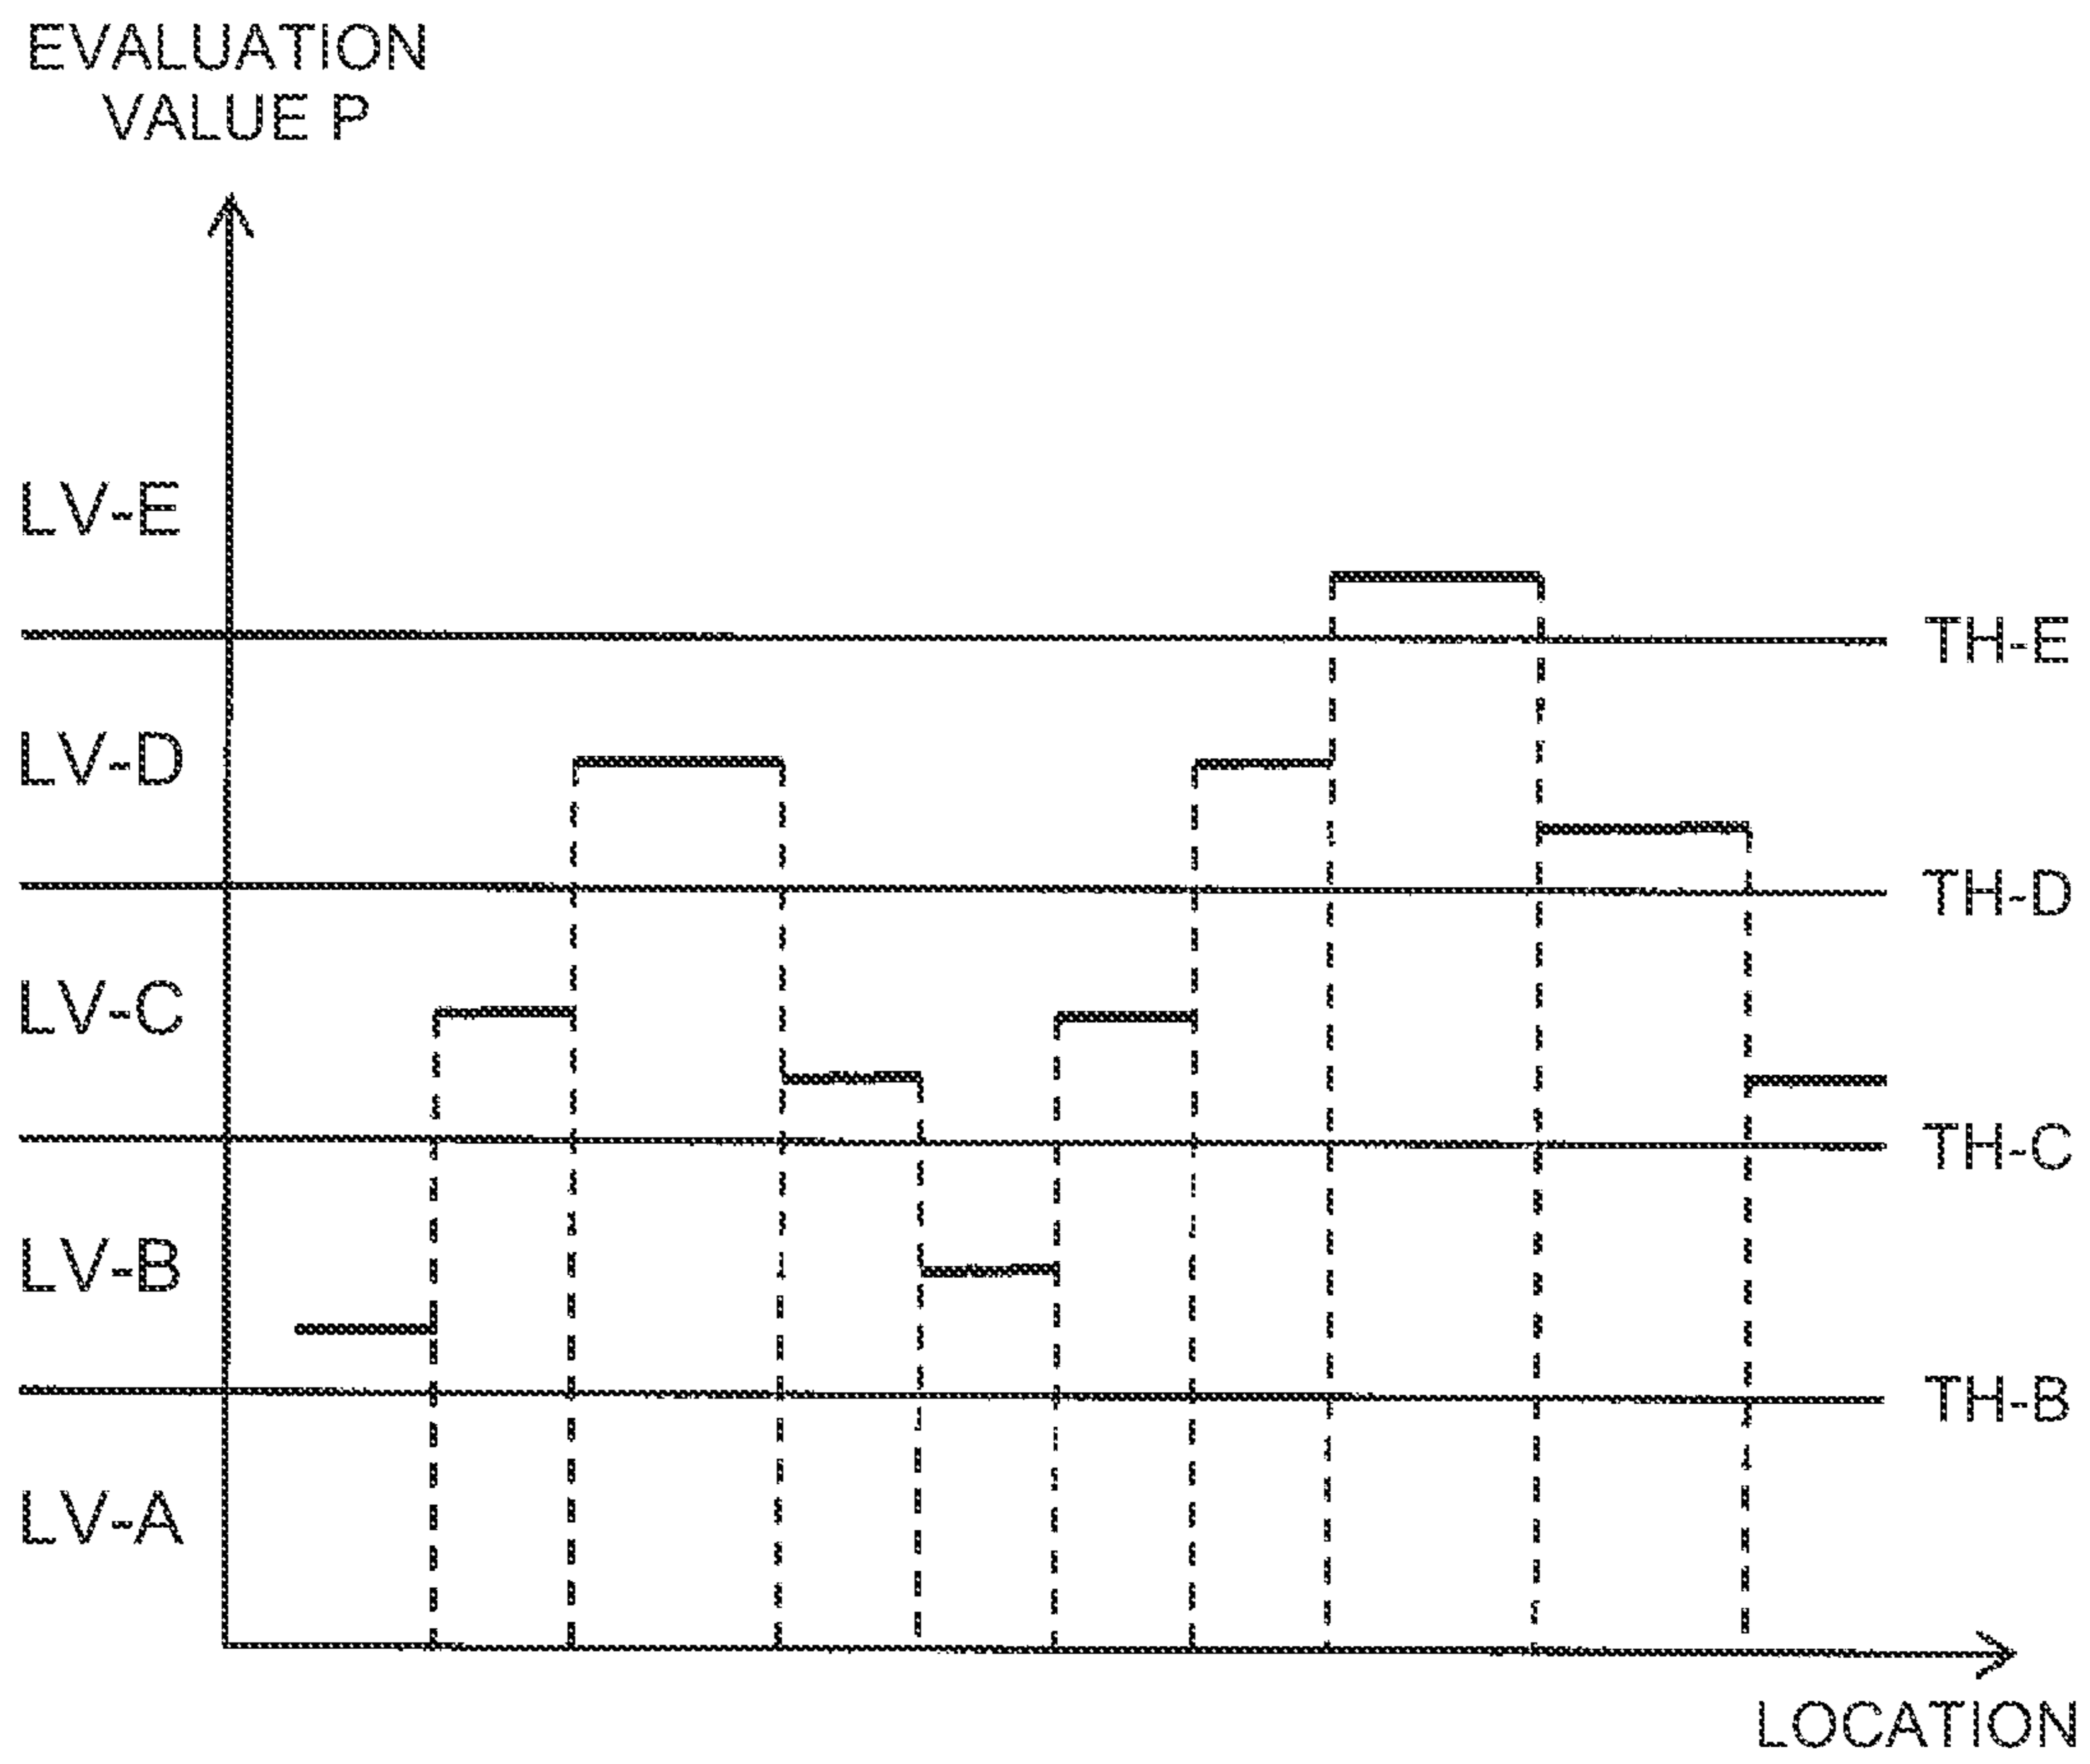 EVALUATION
VALUE P
LV-E
TH-E
LV-D
TH-D
LV-C
TH-C
LV-B
TH-B
LV-A
LOCATION